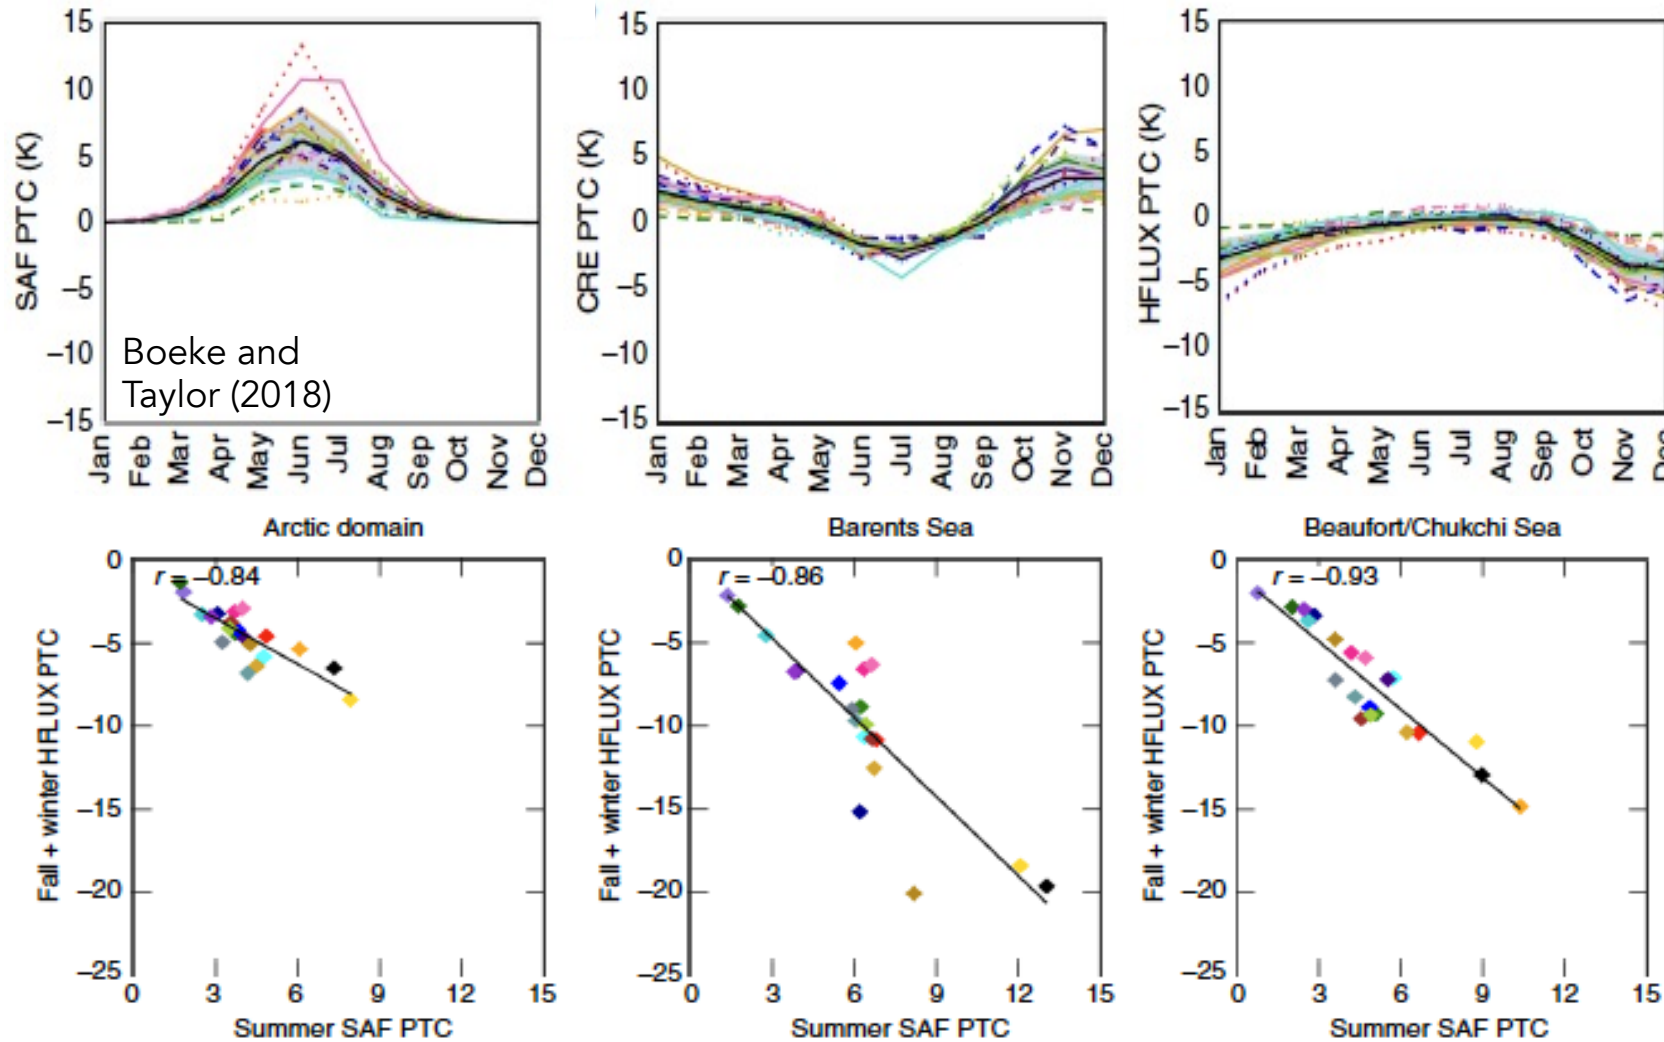 SAF PTC (K)
15
10
5
0
−5
−10
−15
Boeke and
Taylor (2018)
Jan Feb Mar Apr May Jun Jul Aug Sep Oct Nov Dec
CRE PTC (K)
15
10
5
0
−5
−10
−15
Jan Feb Mar Apr May Jun Jul Aug Sep Oct Nov Dec
HFLUX PTC (K)
15
10
5
0
−5
−10
−15
Jan Feb Mar Apr May Jun Jul Aug Sep Oct Nov Dec
Arctic domain
r = −0.84
Fall + winter HFLUX PTC
0
−5
−10
−15
−20
−25
0 3 6 9 12 15
Summer SAF PTC
Barents Sea
r = −0.86
Fall + winter HFLUX PTC
0
−5
−10
−15
−20
−25
0 3 6 9 12 15
Summer SAF PTC
Beaufort/Chukchi Sea
r = −0.93
Fall + winter HFLUX PTC
0
−5
−10
−15
−20
−25
0 3 6 9 12 15
Summer SAF PTC